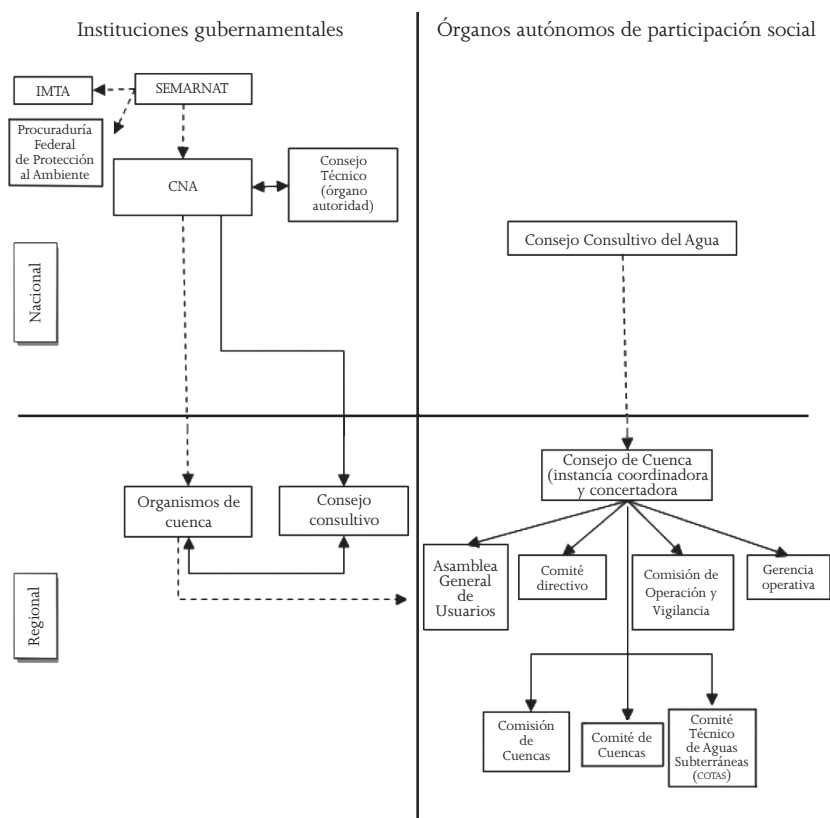 Instituciones gubernamentales
Órganos autónomos de participación social
IMTA
SEMARNAT
Procuraduría
Federal
de Protección
al Ambiente
CNA
Consejo
Técnico
(órgano
autoridad)
Consejo Consultivo del Agua
Nacional
Consejo de Cuenca
(instancia coordinadora
y concertadora
Organismos de
cuenca
Consejo
consultivo
Asamblea
General
de
Usuarios
Comité
directivo
Comisión de
Operación y
Vigilancia
Gerencia
operativa
Regional
Comisión
de
Cuencas
Comité de
Cuencas
Comité
Técnico
de Aguas
Subterráneas
(COTAS)